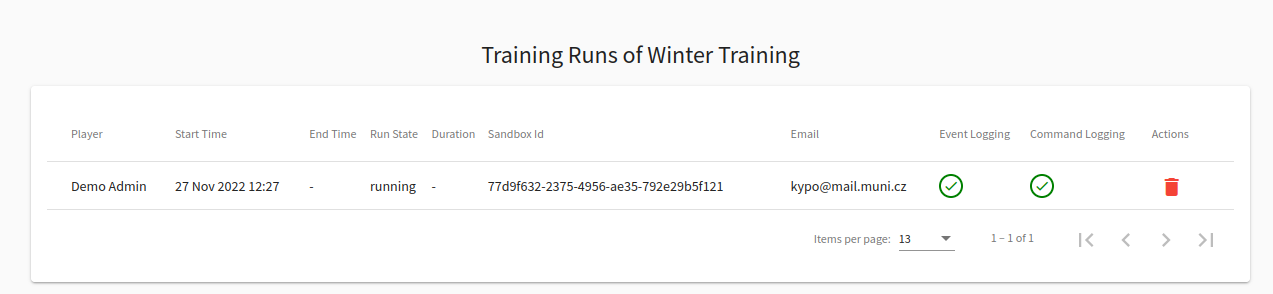 Training Runs of Winter Training
Player Start Time End Time Run State Duration Sandbox Id Email Event Logging Command Logging Actions
Demo Admin 27 Nov 2022 12:27 - running - 77d9f632-2375-4956-ae35-792e29b5f121 kypo@mail.muni.cz
Items per page: 13 1 – 1 of 1